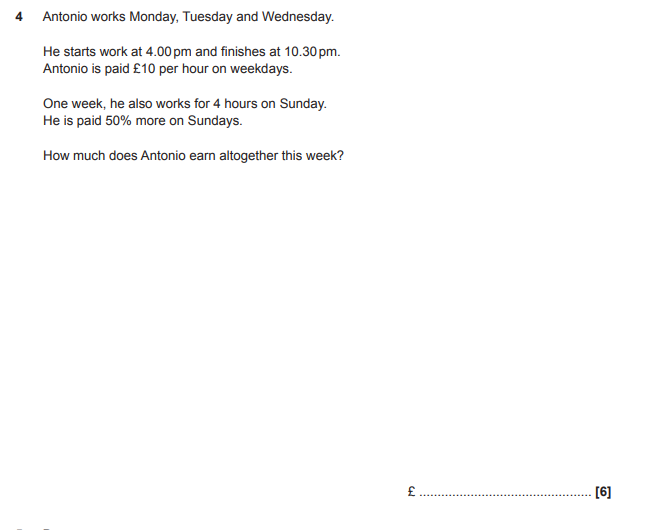 4 Antonio works Monday, Tuesday and Wednesday.
He starts work at 4.00 pm and finishes at 10.30 pm.
Antonio is paid £10 per hour on weekdays.
One week, he also works for 4 hours on Sunday.
He is paid 50% more on Sundays.
How much does Antonio earn altogether this week?
£ ............................................... [6]